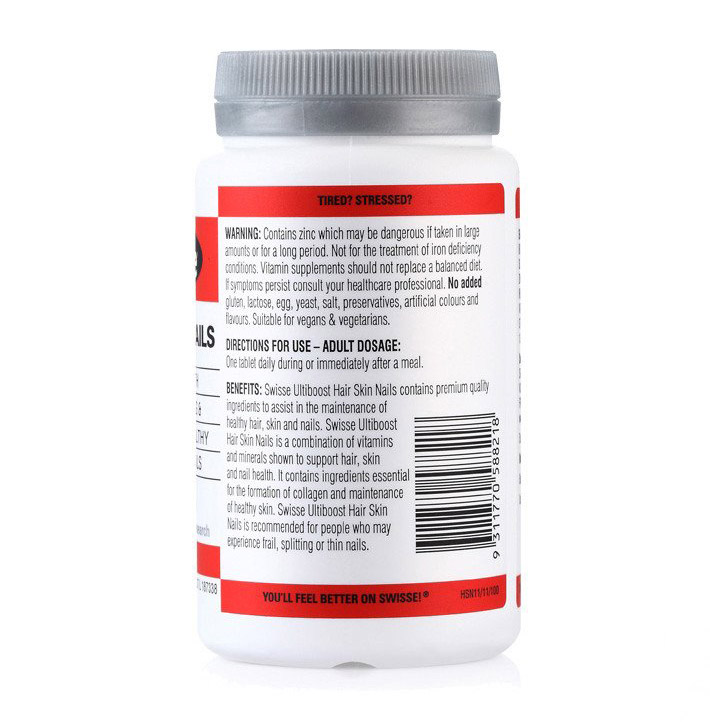 TIRED? STRESSED?
WARNING: Contains zinc which may be dangerous if taken in large
amounts or for a long period. Not for the treatment of iron deficiency
conditions. Vitamin supplements should not replace a balanced diet.
If symptoms persist consult your healthcare professional. No added
gluten, lactose, egg, yeast, salt, preservatives, artificial colours and
flavours. Suitable for vegans & vegetarians.
DIRECTIONS FOR USE – ADULT DOSAGE:
One tablet daily during or immediately after a meal.
BENEFITS: Swisse Ultiboost Hair Skin Nails contains premium quality
ingredients to assist in the maintenance of
healthy hair, skin and nails. Swisse Ultiboost
Hair Skin Nails is a combination of vitamins
and minerals shown to support hair, skin
and nail health. It contains ingredients essential
for the formation of collagen and maintenance
of healthy skin. Swisse Ultiboost Hair Skin
Nails is recommended for people who may
experience frail, splitting or thin nails.
9 311770 588218
YOU'LL FEEL BETTER ON SWISSE!®
HSN11/11/100
AILS
LTHY
LS
187338